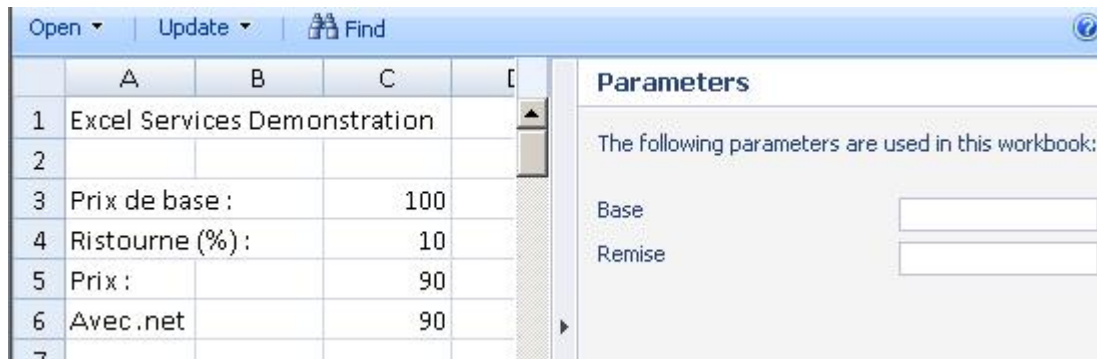 Open Update Find
A B C
Parameters
1 Excel Services Demonstration
The following parameters are used in this workbook:
2
3 Prix de base : 100
Base
4 Ristourne (%) : 10
Remise
5 Prix : 90
6 Avec .net 90